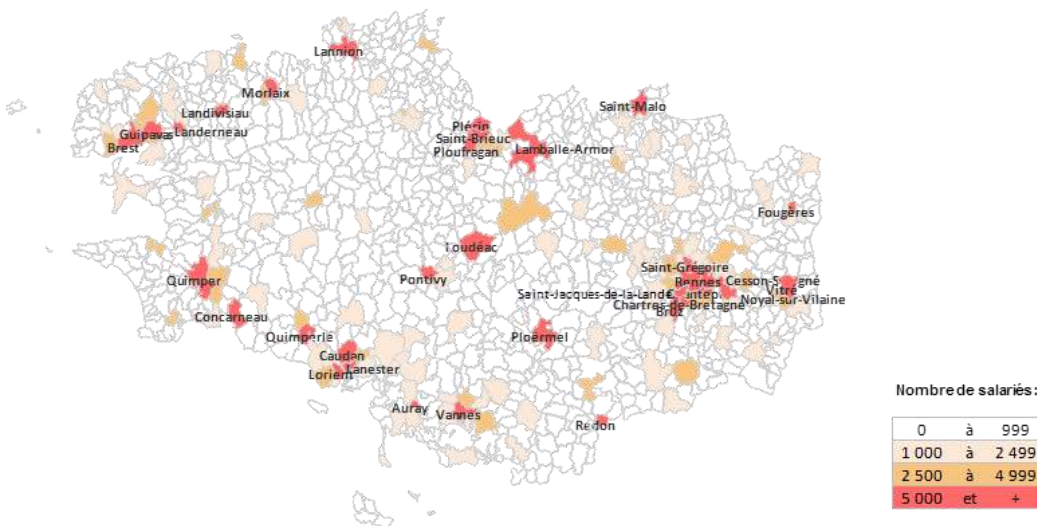 Lannion
Morlaix
Saint-Malo
Landivisiau
Plérin
Guipavas
Landerneau
Saint-Brieuc
Brest
Ploufragan
Lamballe-Armor
Fougères
Loudéac
Saint-Grégoire
Quimper
Pontivy
Rennes
Cesson-Sévigné
Vitré
Saint-Jacques-de-la-Lande
Noyal-sur-Vilaine
Chartres-de-Bretagne
Bruz
Concarneau
Quimperlé
Ploërmel
Caudan
Lorient
Lanester
Auray
Vannes
Redon
Nombre de salariés :
0 à 999
1 000 à 2 499
2 500 à 4 999
5 000 et +